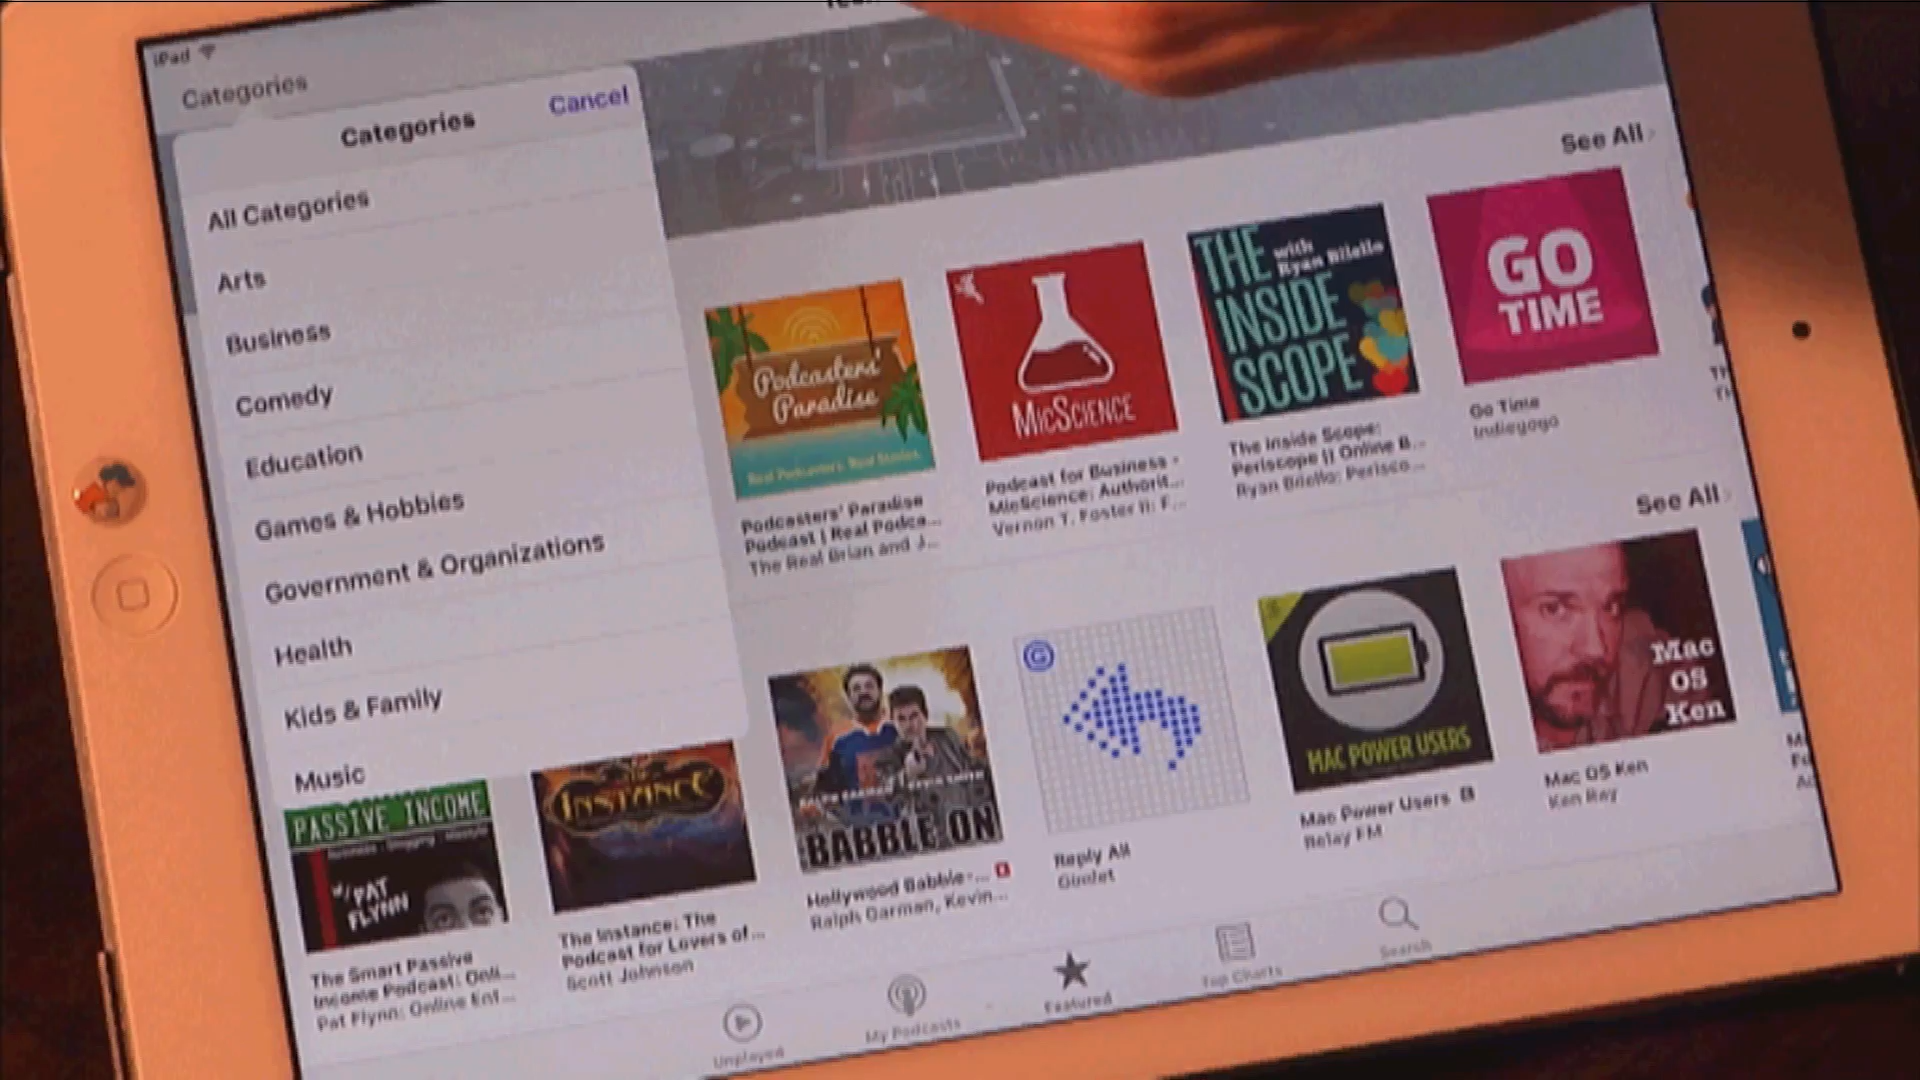 iPad
Categories
Categories
Cancel
All Categories
Arts
Business
Comedy
Education
Games & Hobbies
Government & Organizations
Health
Kids & Family
Music
See All
Podcasters'
Paradise
Real Podcasters. Real Stories.
Podcasters' Paradise
Podcast | Real Podca...
The Real Brian and J...
MICSCIENCE
Podcast for Business -
MicScience: Authorit...
Vernon T. Foster II: F...
THE
with
Ryan Bilello
INSIDE
SCOPE
The Inside Scope:
Periscope || Online B...
Ryan Bilello: Perisco...
GO
TIME
Go Time
Indiegogo
See All
PASSIVE INCOME
w/PAT
FLYNN
The Smart Passive
Income Podcast: Onli...
Pat Flynn: Online Ent...
INSTANCE
The Instance: The
Podcast for Lovers of...
Scott Johnson
BABBLE-ON
Hollywood Babble-...
Ralph Garman, Kevin...
G
Reply All
Gimlet
MAC POWER USERS
Mac Power Users
Relay FM
Mac
OS
Ken
Mac OS Ken
Ken Ray
Unplayed
My Podcasts
Featured
Top Charts
Search